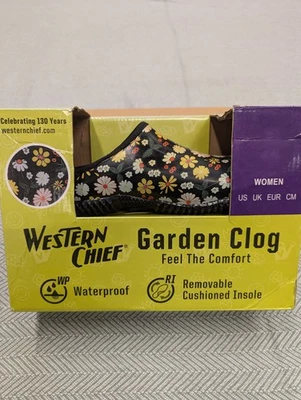 Celebrating 130 Years
westernchief.com
WOMEN
US UK EUR CM
WESTERN
CHIEF®
Garden Clog
Feel The Comfort
WP
Waterproof
RI
Removable
Cushioned Insole